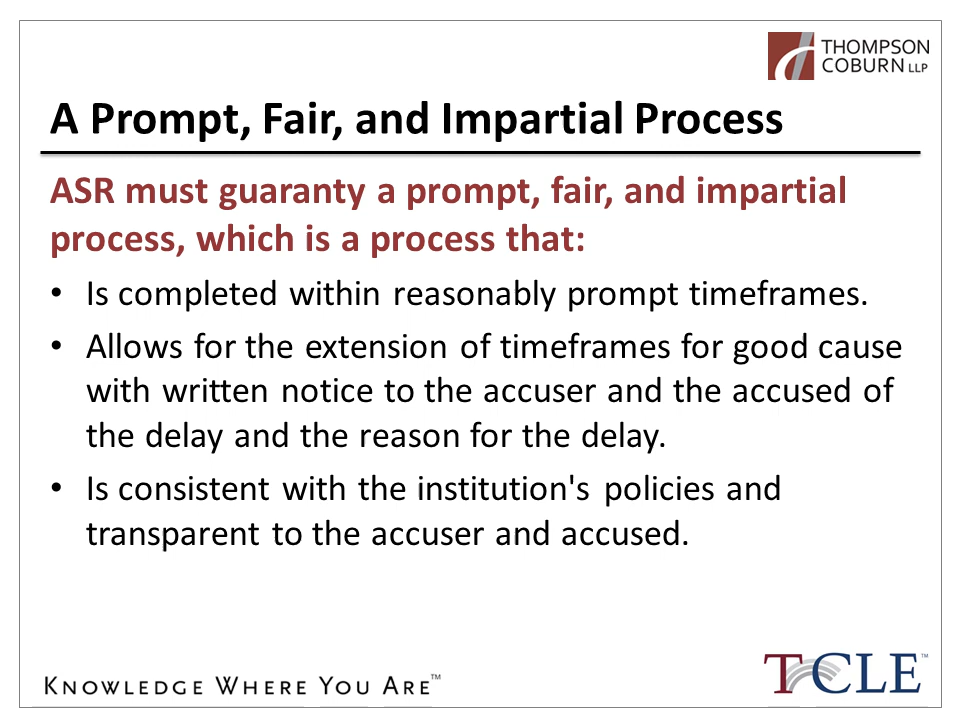 THOMPSON
COBURN LLP
A Prompt, Fair, and Impartial Process
ASR must guaranty a prompt, fair, and impartial
process, which is a process that:
• Is completed within reasonably prompt timeframes.
• Allows for the extension of timeframes for good cause
with written notice to the accuser and the accused of
the delay and the reason for the delay.
• Is consistent with the institution's policies and
transparent to the accuser and accused.
KNOWLEDGE WHERE YOU ARE™
TCLE™